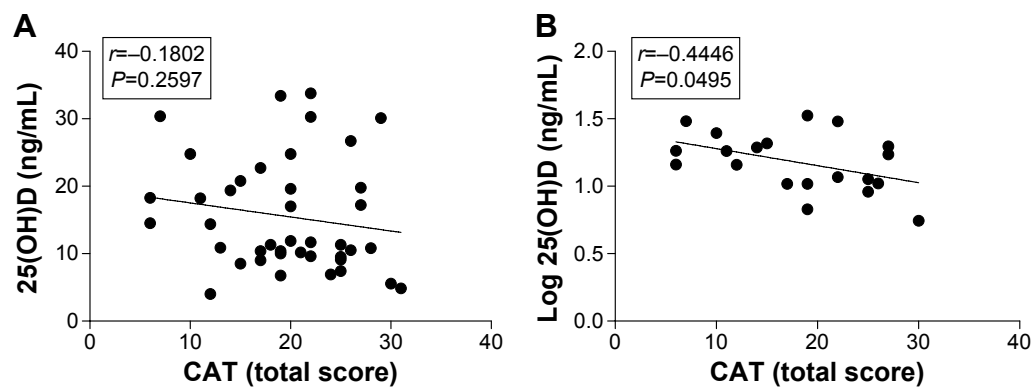 A
r=–0.1802
P=0.2597
25(OH)D (ng/mL)
40
30
20
10
0
0 10 20 30 40
CAT (total score)
B
r=–0.4446
P=0.0495
Log 25(OH)D (ng/mL)
2.0
1.5
1.0
0.5
0.0
0 10 20 30 40
CAT (total score)